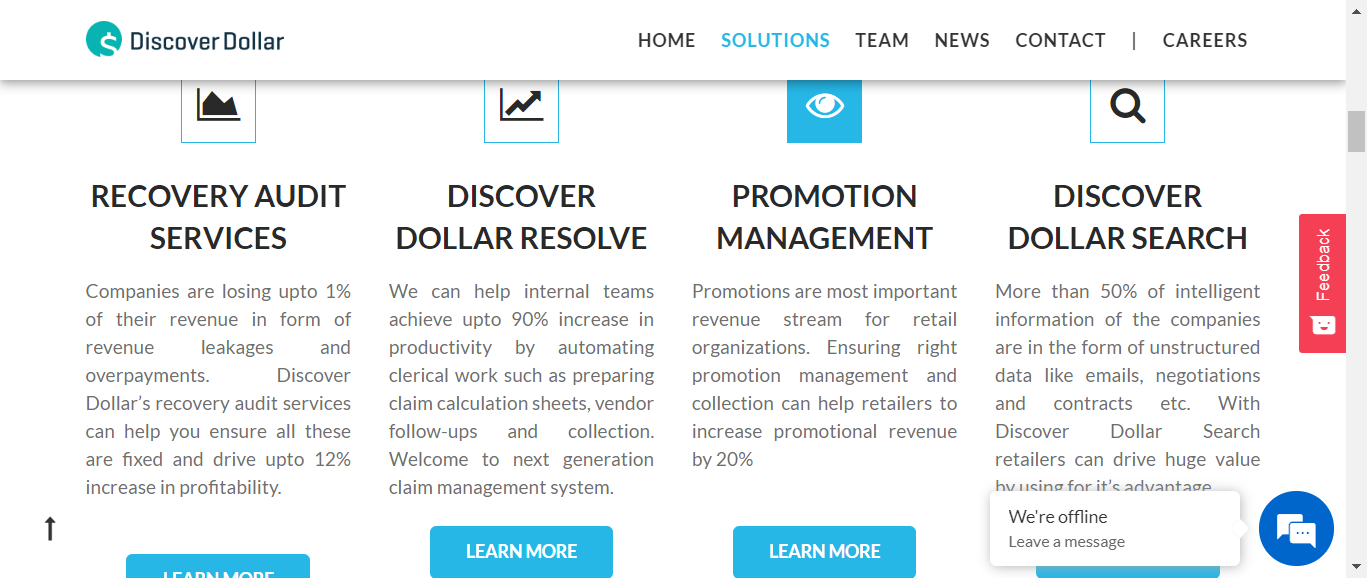 Discover Dollar
HOME SOLUTIONS TEAM NEWS CONTACT | CAREERS
RECOVERY AUDIT
SERVICES
Companies are losing upto 1%
of their revenue in form of
revenue leakages and
overpayments. Discover
Dollar’s recovery audit services
can help you ensure all these
are fixed and drive upto 12%
increase in profitability.
LEARN MORE
DISCOVER
DOLLAR RESOLVE
We can help internal teams
achieve upto 90% increase in
productivity by automating
clerical work such as preparing
claim calculation sheets, vendor
follow-ups and collection.
Welcome to next generation
claim management system.
LEARN MORE
PROMOTION
MANAGEMENT
Promotions are most important
revenue stream for retail
organizations. Ensuring right
promotion management and
collection can help retailers to
increase promotional revenue
by 20%
LEARN MORE
DISCOVER
DOLLAR SEARCH
More than 50% of intelligent
information of the companies
are in the form of unstructured
data like emails, negotiations
and contracts etc. With
Discover Dollar Search
retailers can drive huge value
by using for it’s advantage
Feedback
We're offline
Leave a message